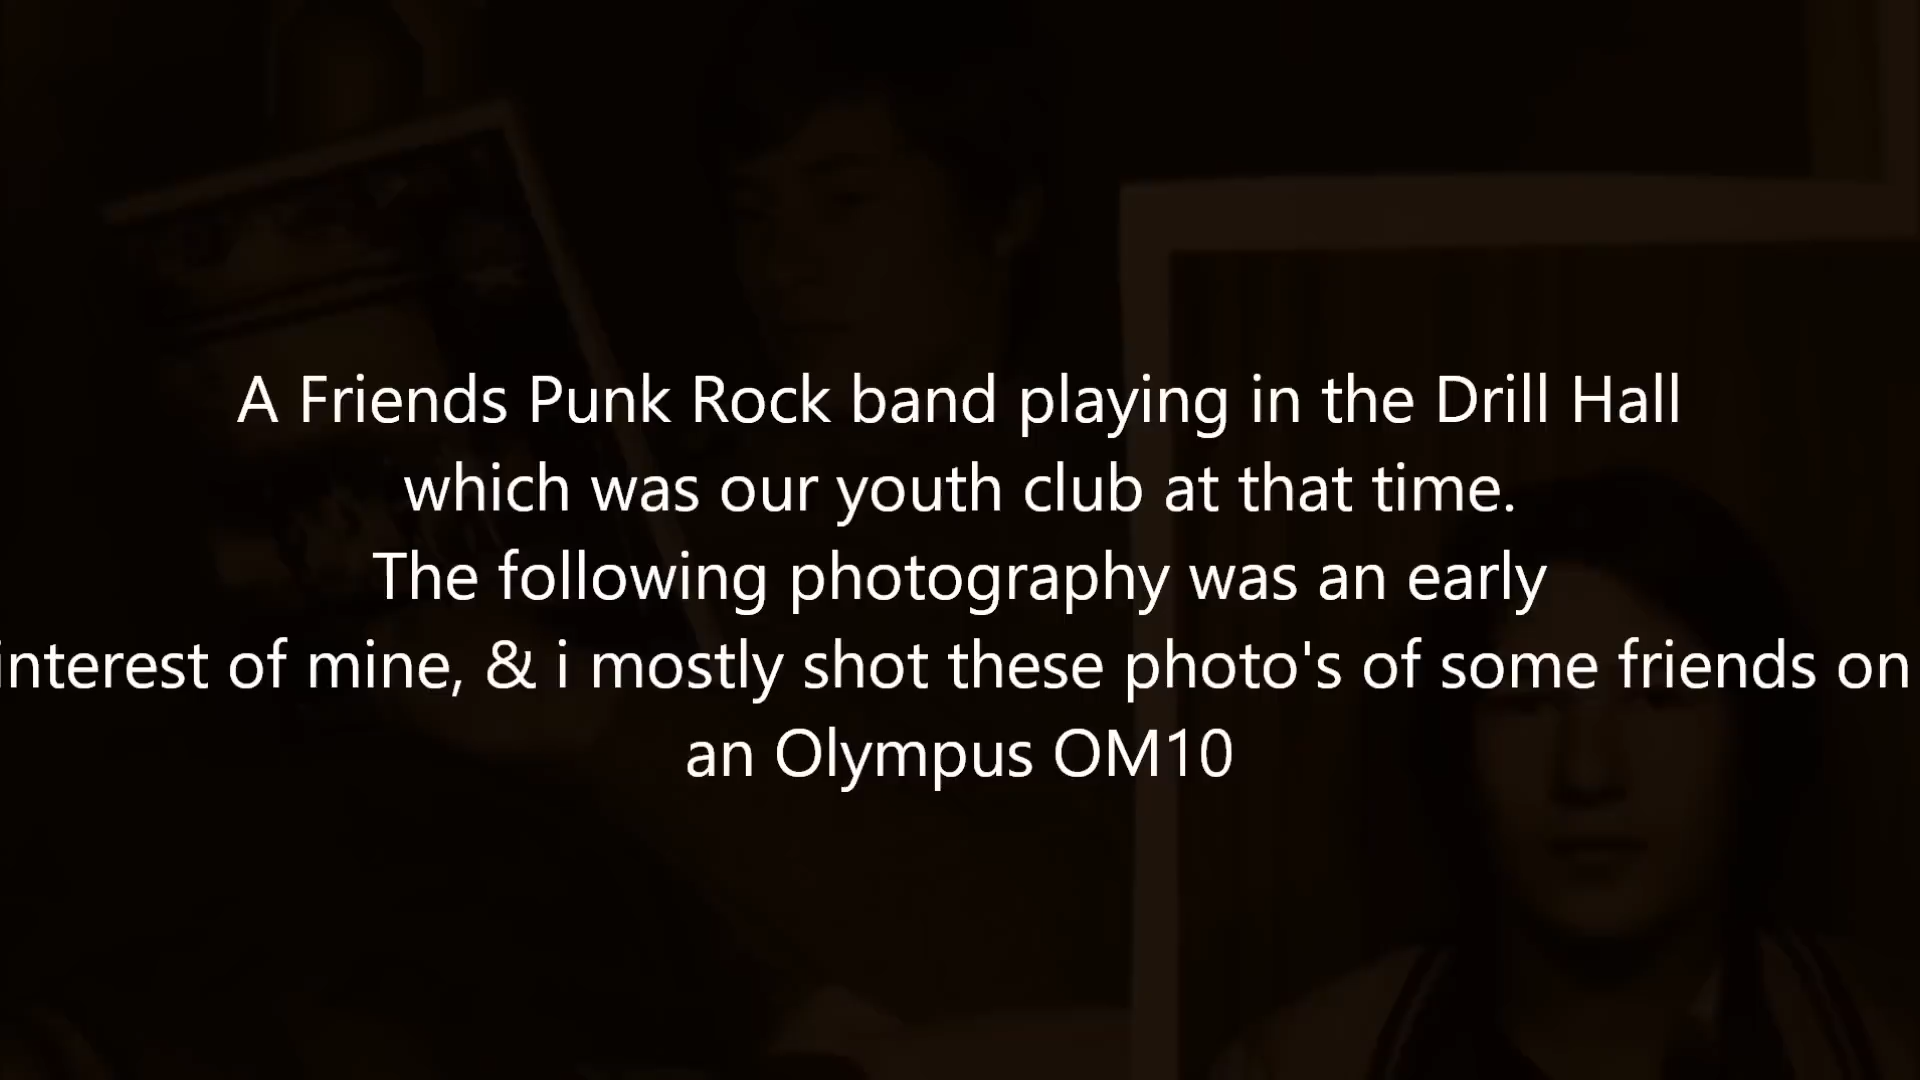 A Friends Punk Rock band playing in the Drill Hall
which was our youth club at that time.
The following photography was an early
interest of mine, & i mostly shot these photo's of some friends on
an Olympus OM10